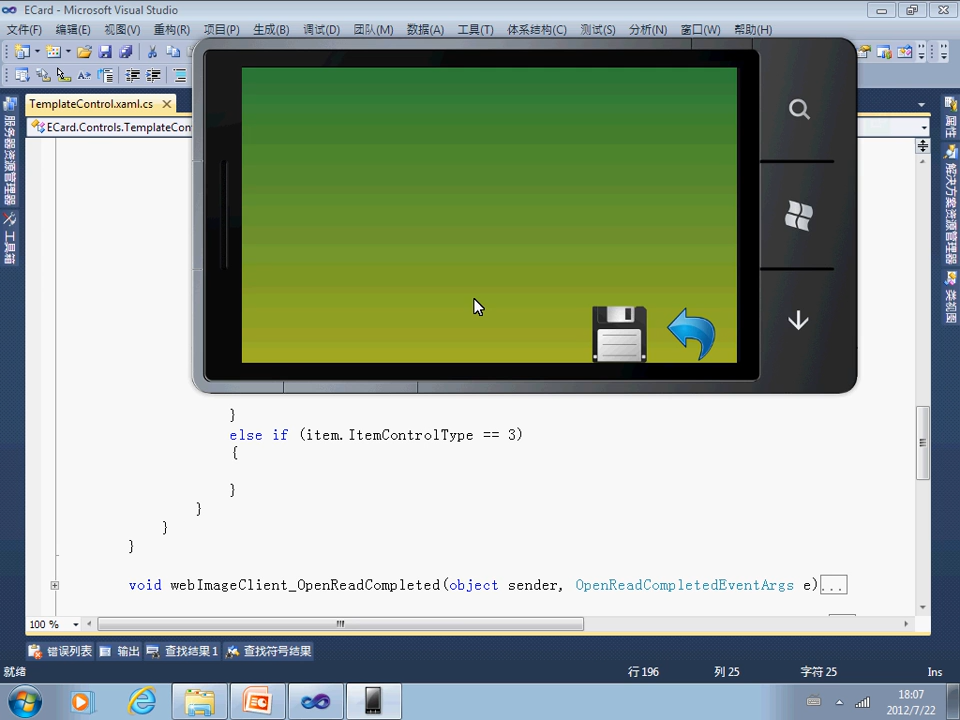 ECard - Microsoft Visual Studio
文件(F) 编辑(E) 视图(V) 重构(R) 项目(P) 生成(B) 调试(D) 团队(M) 数据(A) 工具(T) 体系结构(C) 测试(S) 分析(N) 窗口(W) 帮助(H)
TemplateControl.xaml.cs
ECard.Controls.TemplateCon
服务器资源管理器
工具箱
属性
解决方案资源管理器
类视图
}
else if (item.ItemControlType == 3)
{
}
}
}
}
void webImageClient_OpenReadCompleted(object sender, OpenReadCompletedEventArgs e)...
100 %
错误列表 输出 查找结果 1 查找符号结果
就绪 行 196 列 25 字符 25 Ins
18:07
2012/7/22